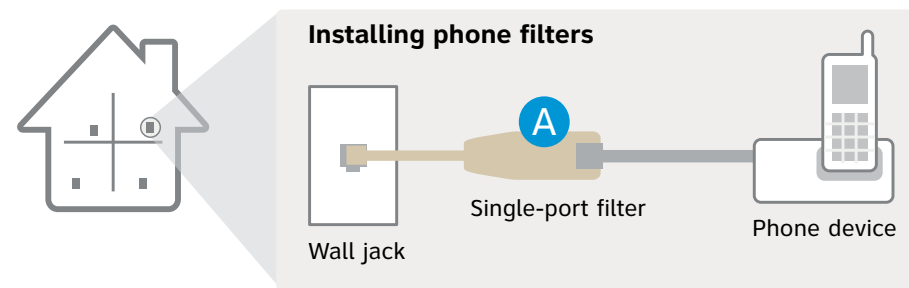 Installing phone filters
A
Single-port filter
Phone device
Wall jack